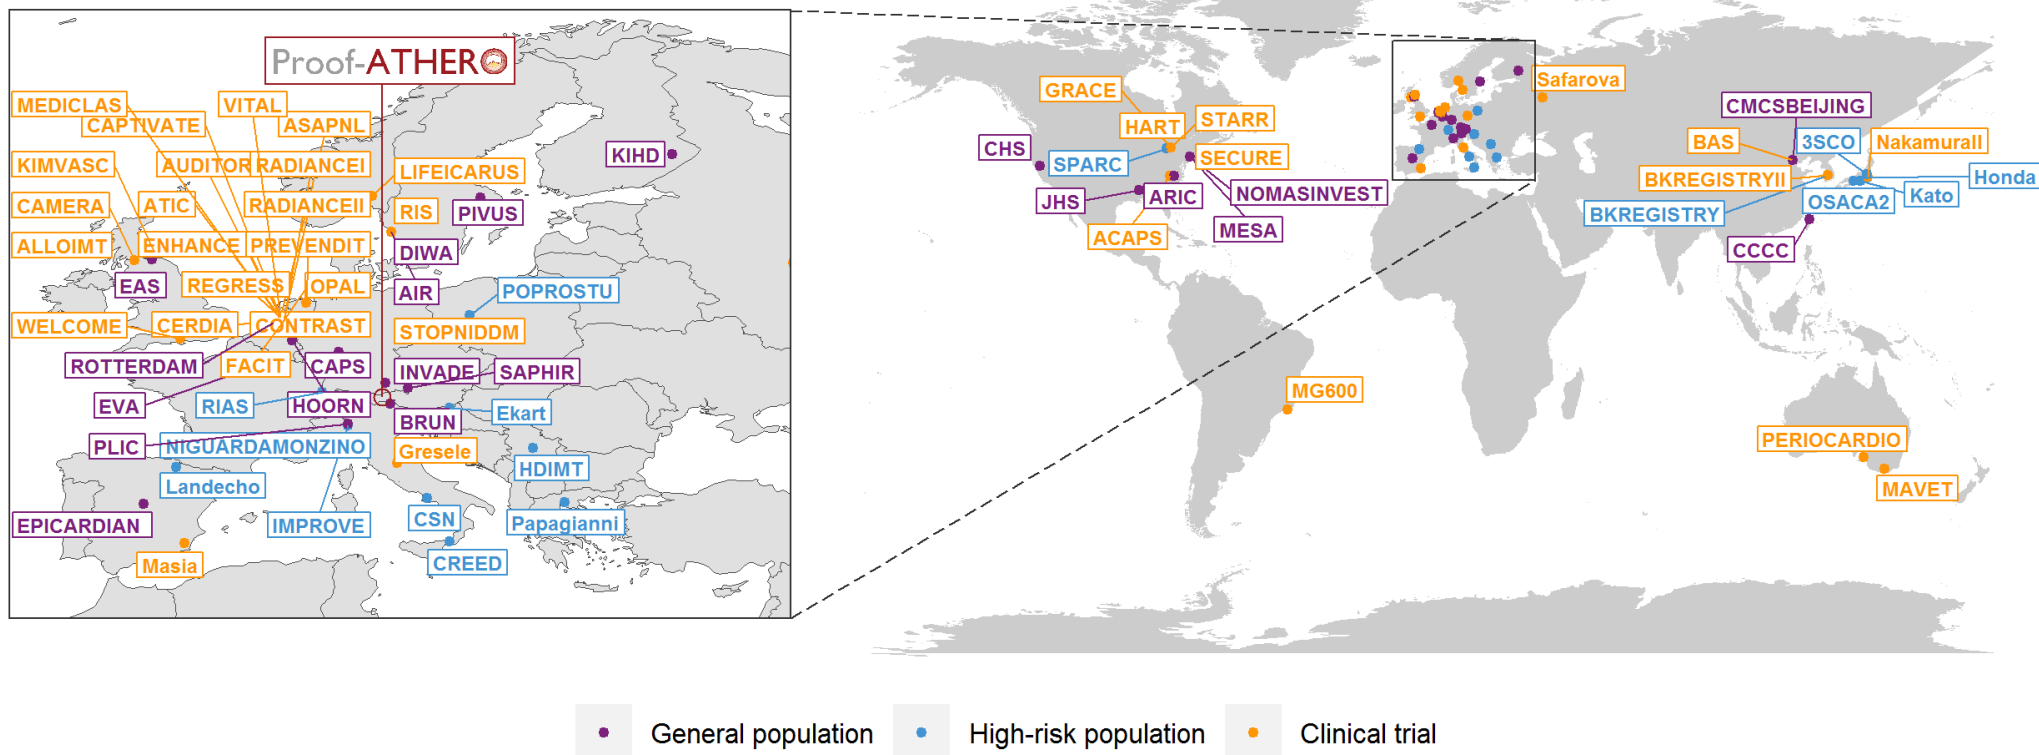 Proof-ATHERO
MEDICLAS
VITAL
CAPTIVATE
ASAPNL
KIMVASC
AUDITOR
RADIANCEI
KIHD
LIFEICARUS
CAMERA
ATIC
RADIANCEII
RIS
PIVUS
ALLOIMT
ENHANCE
PREVENDIT
DIWA
EAS
REGRESS
OPAL
AIR
POPROSTU
WELCOME
CERDIA
CONTRAST
STOPNIDDM
ROTTERDAM
FACIT
CAPS
INVADE
SAPHIR
EVA
RIAS
HOORN
BRUN
Ekart
PLIC
NIGUARDAMONZINO
Gresele
HDIMT
Landecho
EPICARDIAN
IMPROVE
CSN
Papagianni
Masia
CREED
GRACE
HART
STARR
CHS
SPARC
SECURE
JHS
ARIC
NOMASINVEST
ACAPS
MESA
MG600
Safarova
CMCSBEIJING
BAS
3SCO
NakamuraII
BKREGISTRYII
Honda
BKREGISTRY
OSACA2
Kato
CCCC
PERIOCARDIO
MAVET
General population
High-risk population
Clinical trial